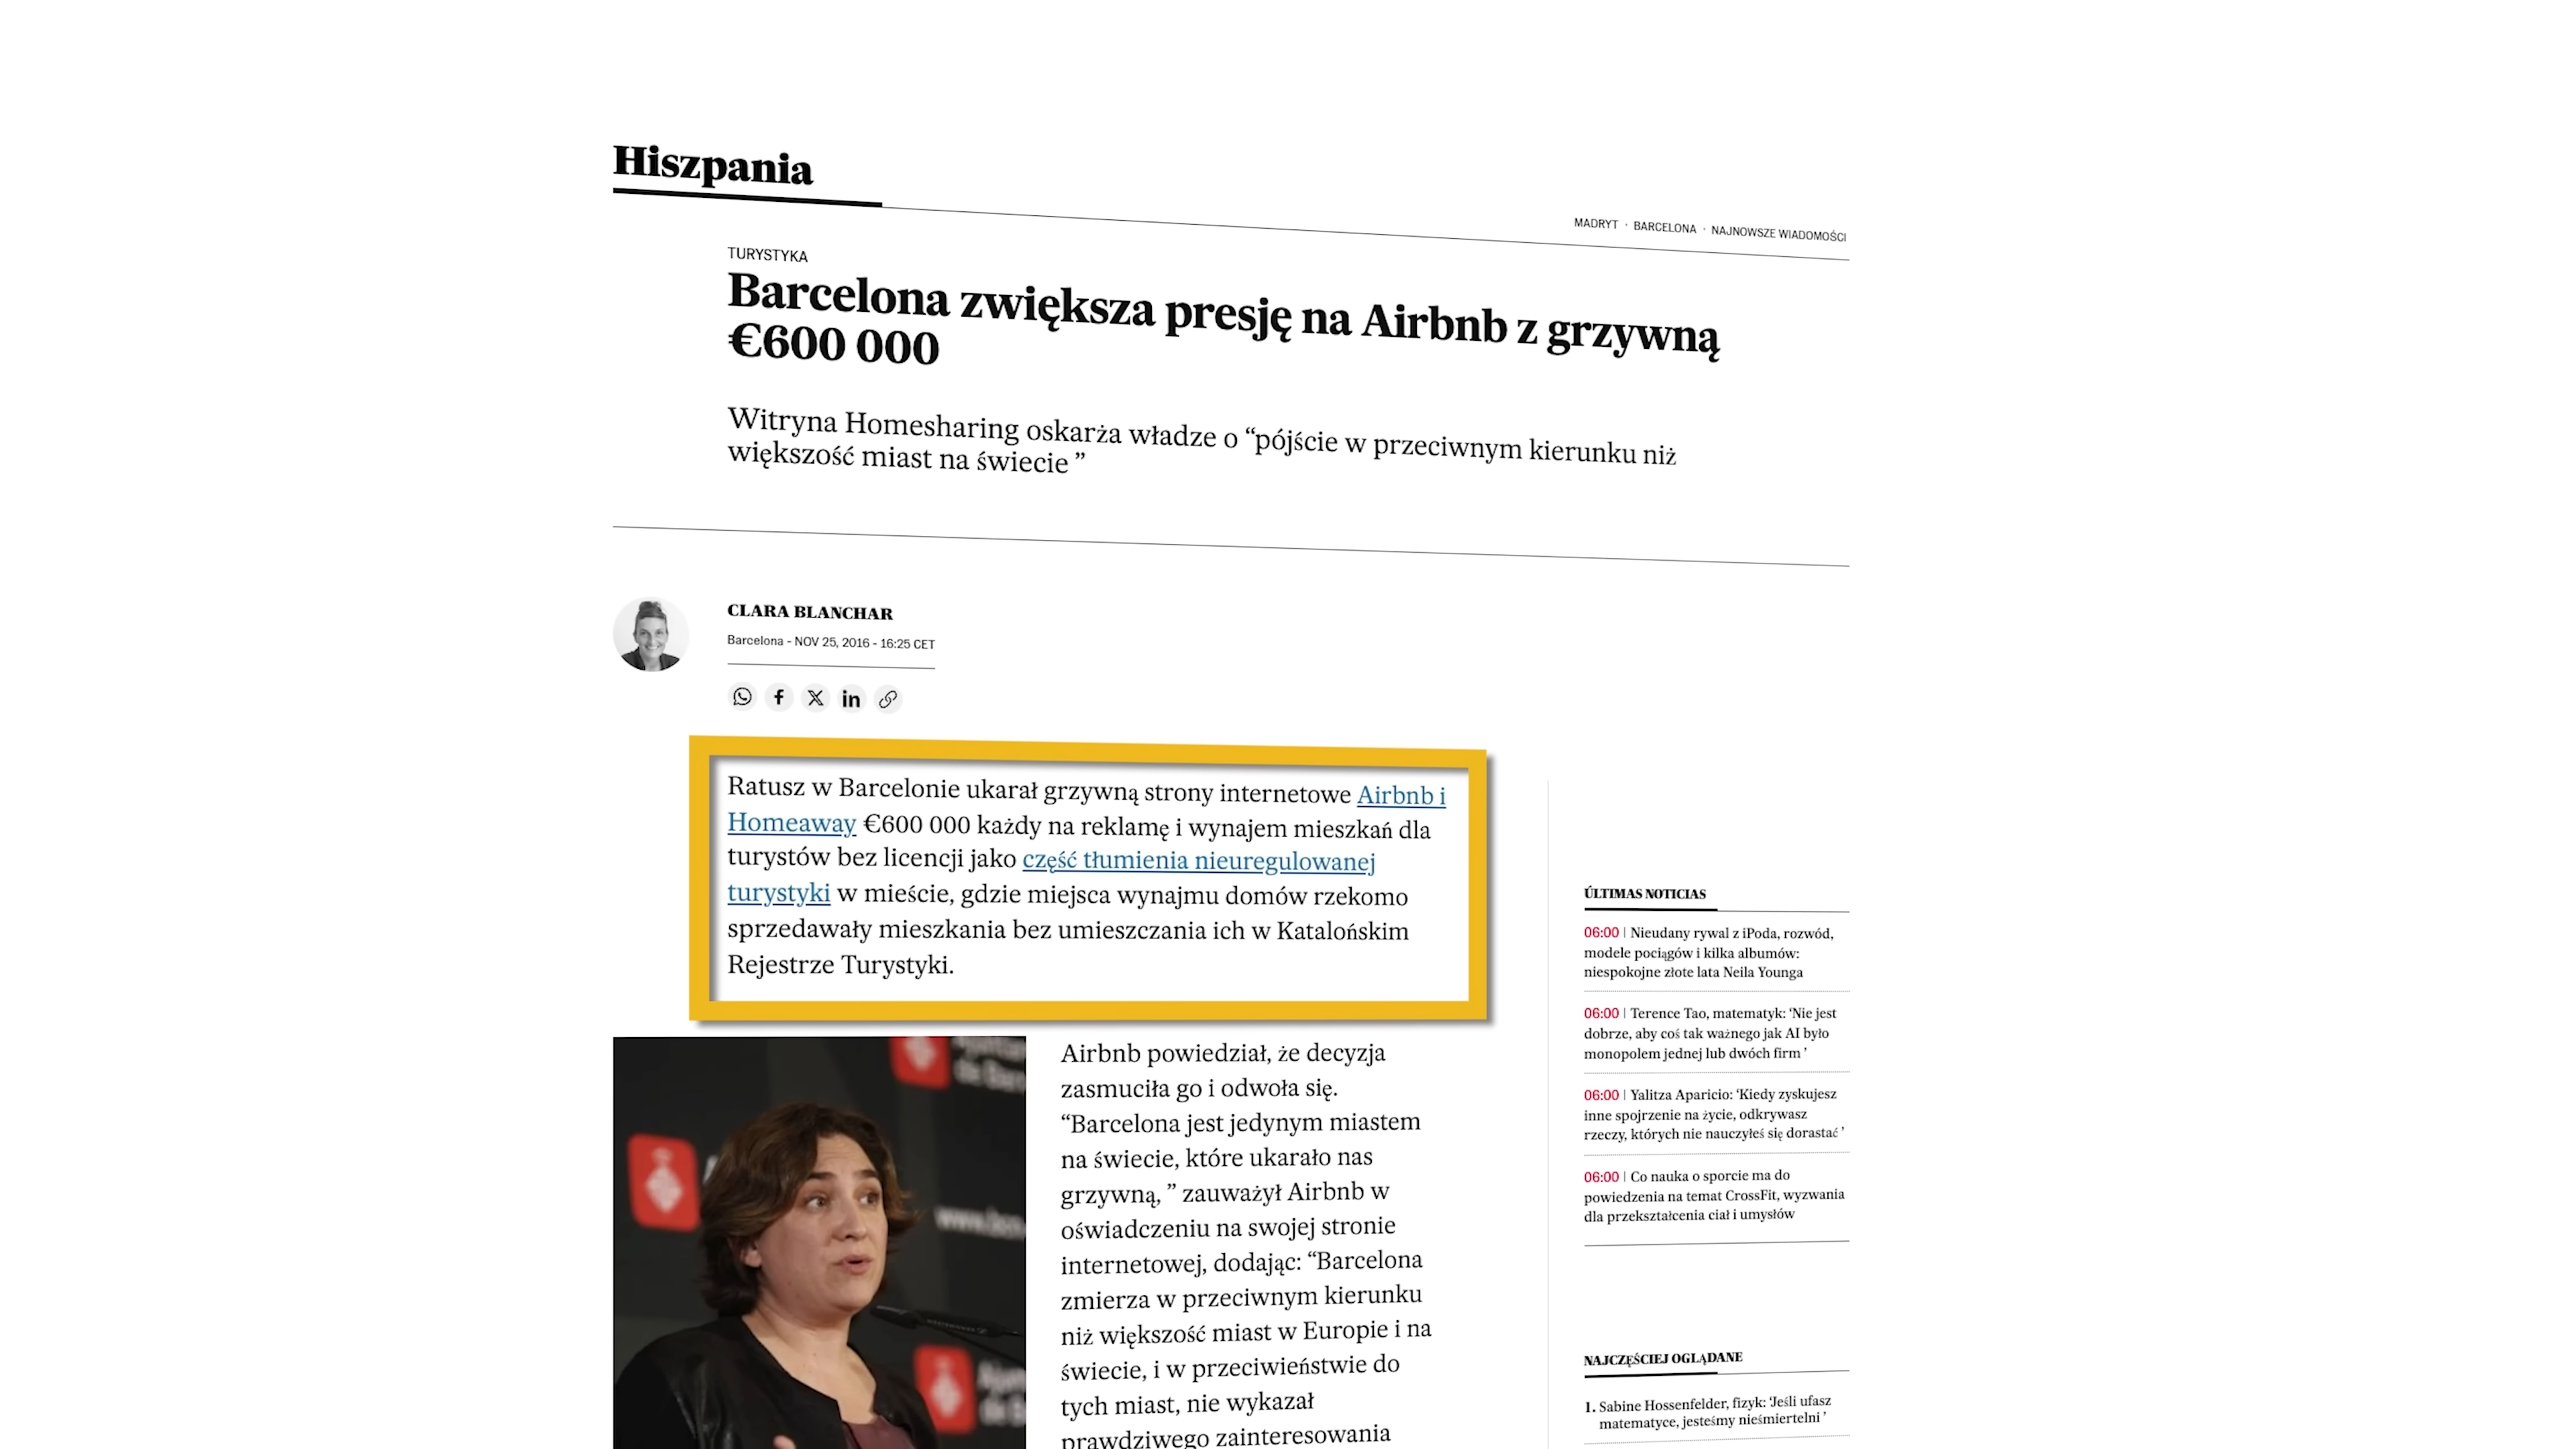 Hiszpania
MADRYT · BARCELONA · NAJNOWSZE WIADOMOŚCI
TURYSTYKA
Barcelona zwiększa presję na Airbnb z grzywną
€600 000
Witryna Homesharing oskarża władze o “pójście w przeciwnym kierunku niż
większość miast na świecie ”
CLARA BLANCHAR
Barcelona - NOV 25, 2016 - 16:25 CET
Ratusz w Barcelonie ukarał grzywną strony internetowe Airbnb i
Homeaway €600 000 każdy na reklamę i wynajem mieszkań dla
turystów bez licencji jako część tłumienia nieuregulowanej
turystyki w mieście, gdzie miejsca wynajmu domów rzekomo
sprzedawały mieszkania bez umieszczania ich w Katalońskim
Rejestrze Turystyki.
Airbnb powiedział, że decyzja
zasmuciła go i odwoła się.
“Barcelona jest jedynym miastem
na świecie, które ukarało nas
grzywną, ” zauważył Airbnb w
oświadczeniu na swojej stronie
internetowej, dodając: “Barcelona
zmierza w przeciwnym kierunku
niż większość miast w Europie i na
świecie, i w przeciwieństwie do
tych miast, nie wykazał
prawdziwego zainteresowania
ÚLTIMAS NOTICIAS
06:00 | Nieudany rywal z iPoda, rozwód,
modele pociągów i kilka albumów:
niespokojne złote lata Neila Younga
06:00 | Terence Tao, matematyk: ‘Nie jest
dobrze, aby coś tak ważnego jak AI było
monopolem jednej lub dwóch firm ’
06:00 | Yalitza Aparicio: ‘Kiedy zyskujesz
inne spojrzenie na życie, odkrywasz
rzeczy, których nie nauczyłeś się dorastać ’
06:00 | Co nauka o sporcie ma do
powiedzenia na temat CrossFit, wyzwania
dla przekształcenia ciał i umysłów
NAJCZĘŚCIEJ OGLĄDANE
1. Sabine Hossenfelder, fizyk: ‘Jeśli ufasz
matematyce, jesteśmy nieśmiertelni ’